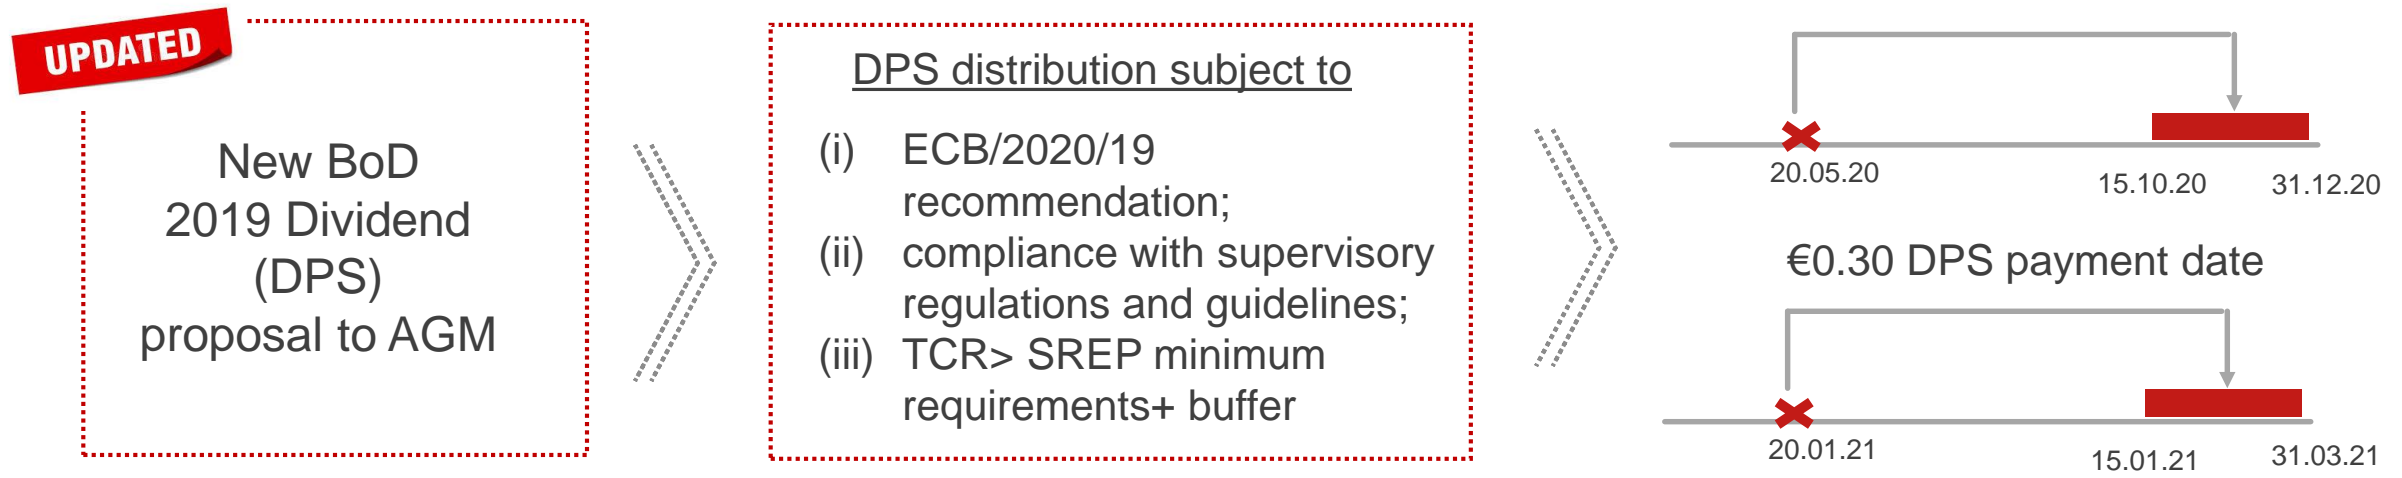 UPDATED
New BoD
2019 Dividend
(DPS)
proposal to AGM
DPS distribution subject to
(i) ECB/2020/19
recommendation;
(ii) compliance with supervisory
regulations and guidelines;
(iii) TCR> SREP minimum
requirements+ buffer
20.05.20
15.10.20
31.12.20
€0.30 DPS payment date
20.01.21
15.01.21
31.03.21